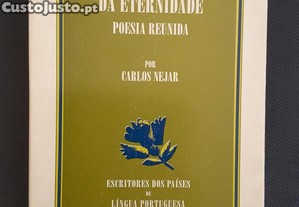 CustoJusto.pt
DA ETERNIDADE
POESIA REUNIDA
POR
CARLOS NEJAR
ESCRITORES DOS PAÍSES
DE
LÍNGUA PORTUGUESA